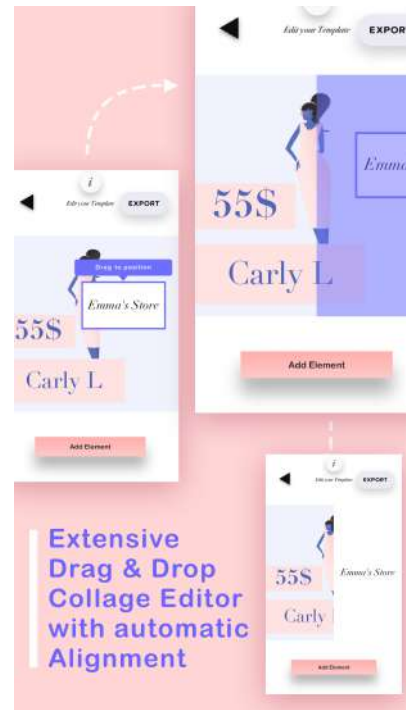 i
Edit your Template
EXPORT
Drag to position
Emma's Store
55$
Carly L
Add Element
Edit your Template
EXPOR
Emma
55$
Carly L
Add Element
i
Edit your Template
EXPORT
55$
Emma's Store
Carly
Add Element
Extensive
Drag & Drop
Collage Editor
with automatic
Alignment